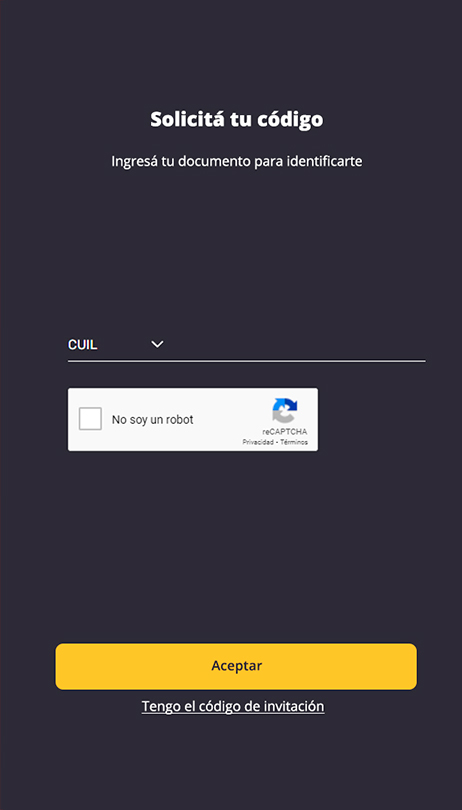 Solicitá tu código
Ingresá tu documento para identificarte
CUIL
No soy un robot
reCAPTCHA
Privacidad - Términos
Aceptar
Tengo el código de invitación